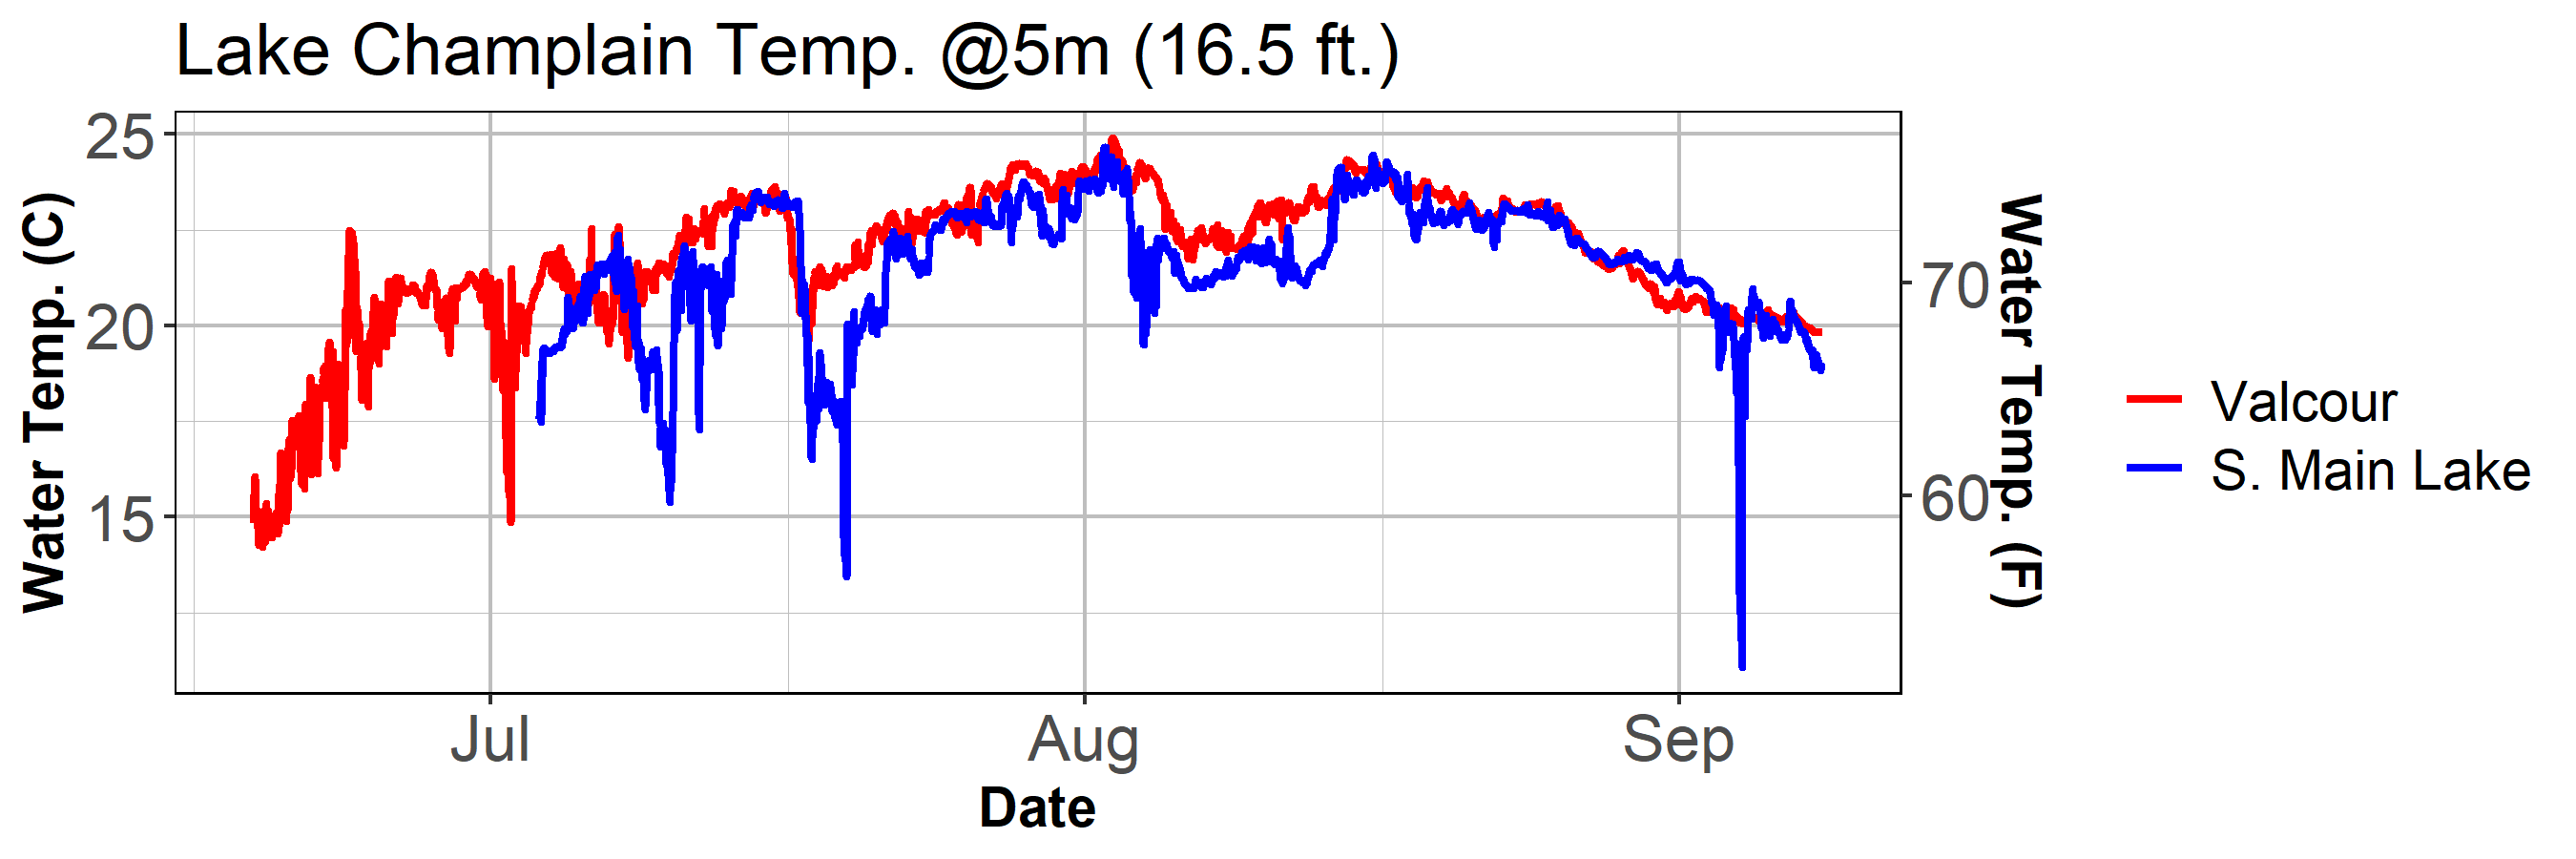 Lake Champlain Temp. @5m (16.5 ft.)
Water Temp. (C)
25
20
15
Water Temp. (F)
70
60
Jul
Aug
Sep
Date
Valcour
S. Main Lake